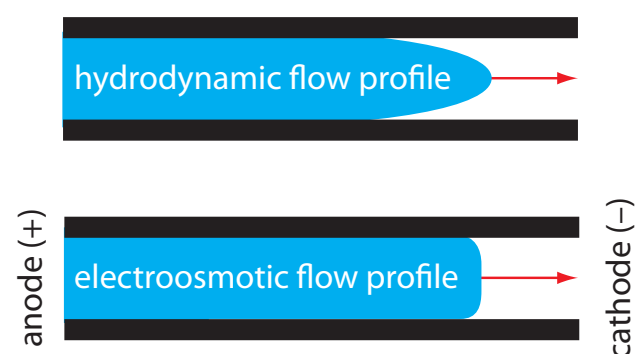 hydrodynamic flow profile
anode (+)
electroosmotic flow profile
cathode (−)